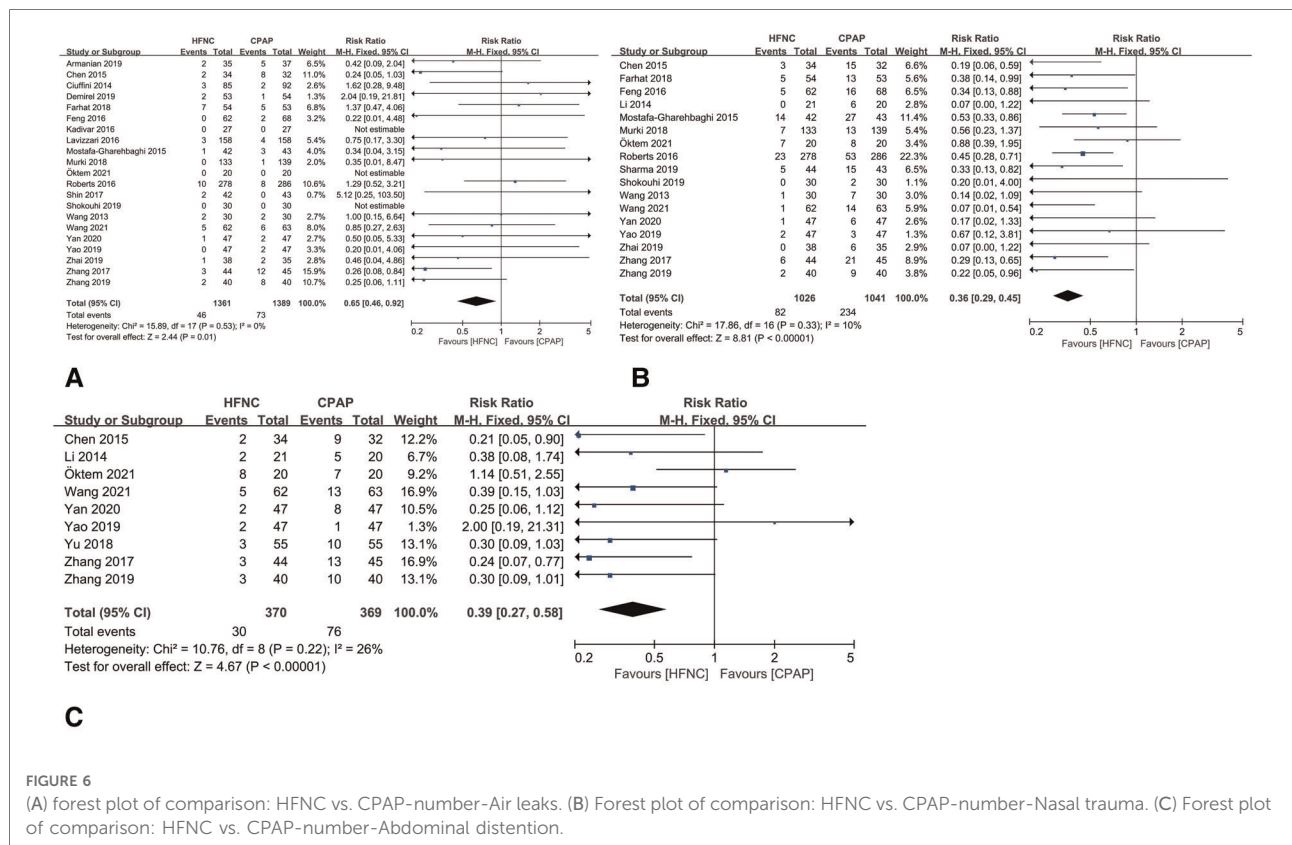 HFNC CPAP Risk Ratio Risk Ratio
Study or Subgroup Events Total Events Total Weight M-H. Fixed. 95% CI M-H. Fixed. 95% CI
Armanian 2019 2 35 5 37 6.5% 0.42 [0.09, 2.04]
Chen 2015 2 34 8 32 11.0% 0.24 [0.05, 1.03]
Ciuffini 2014 3 85 2 92 2.6% 1.62 [0.28, 9.48]
Demirel 2019 2 53 1 54 1.3% 2.04 [0.19, 21.81]
Farhat 2018 7 54 5 53 6.8% 1.37 [0.47, 4.06]
Feng 2016 0 62 2 68 3.2% 0.22 [0.01, 4.48]
Kadivar 2016 0 27 0 27 Not estimable
Lavizzari 2016 3 158 4 158 5.4% 0.75 [0.17, 3.30]
Mostafa-Gharehbaghi 2015 1 42 3 43 4.0% 0.34 [0.04, 3.15]
Murki 2018 0 133 1 139 2.0% 0.35 [0.01, 8.47]
Öktem 2021 0 20 0 20 Not estimable
Roberts 2016 10 278 8 286 10.6% 1.29 [0.52, 3.21]
Shin 2017 2 42 0 43 0.7% 5.12 [0.25, 103.50]
Shokouhi 2019 0 30 0 30 Not estimable
Wang 2013 2 30 2 30 2.7% 1.00 [0.15, 6.64]
Wang 2021 5 62 6 63 8.0% 0.85 [0.27, 2.63]
Yan 2020 1 47 2 47 2.7% 0.50 [0.05, 5.33]
Yao 2019 0 47 2 47 3.3% 0.20 [0.01, 4.06]
Zhai 2019 1 38 2 35 2.8% 0.46 [0.04, 4.86]
Zhang 2017 3 44 12 45 15.9% 0.26 [0.08, 0.84]
Zhang 2019 2 40 8 40 10.7% 0.25 [0.06, 1.11]
Total (95% CI) 1361 1389 100.0% 0.65 [0.46, 0.92]
Total events 46 73
Heterogeneity: Chi² = 15.89, df = 17 (P = 0.53); I² = 0%
Test for overall effect: Z = 2.44 (P = 0.01)
0.2 0.5 1 2 5
Favours [HFNC] Favours [CPAP]
A
HFNC CPAP Risk Ratio Risk Ratio
Study or Subgroup Events Total Events Total Weight M-H. Fixed. 95% CI M-H. Fixed. 95% CI
Chen 2015 3 34 15 32 6.6% 0.19 [0.06, 0.59]
Farhat 2018 5 54 13 53 5.6% 0.38 [0.14, 0.99]
Feng 2016 5 62 16 68 6.5% 0.34 [0.13, 0.88]
Li 2014 0 21 6 20 2.8% 0.07 [0.00, 1.22]
Mostafa-Gharehbaghi 2015 14 42 27 43 11.4% 0.53 [0.33, 0.86]
Murki 2018 7 133 13 139 5.4% 0.56 [0.23, 1.37]
Öktem 2021 7 20 8 20 3.4% 0.88 [0.39, 1.95]
Roberts 2016 23 278 53 286 22.3% 0.45 [0.28, 0.71]
Sharma 2019 5 44 15 43 6.5% 0.33 [0.13, 0.82]
Shokouhi 2019 0 30 2 30 1.1% 0.20 [0.01, 4.00]
Wang 2013 1 30 7 30 3.0% 0.14 [0.02, 1.09]
Wang 2021 1 62 14 63 5.9% 0.07 [0.01, 0.54]
Yan 2020 1 47 6 47 2.6% 0.17 [0.02, 1.33]
Yao 2019 2 47 3 47 1.3% 0.67 [0.12, 3.81]
Zhai 2019 0 38 6 35 2.9% 0.07 [0.00, 1.22]
Zhang 2017 6 44 21 45 8.9% 0.29 [0.13, 0.65]
Zhang 2019 2 40 9 40 3.8% 0.22 [0.05, 0.96]
Total (95% CI) 1026 1041 100.0% 0.36 [0.29, 0.45]
Total events 82 234
Heterogeneity: Chi² = 17.86, df = 16 (P = 0.33); I² = 10%
Test for overall effect: Z = 8.81 (P < 0.00001)
0.2 0.5 1 2 5
Favours [HFNC] Favours [CPAP]
B
HFNC CPAP Risk Ratio Risk Ratio
Study or Subgroup Events Total Events Total Weight M-H. Fixed. 95% CI M-H. Fixed. 95% CI
Chen 2015 2 34 9 32 12.2% 0.21 [0.05, 0.90]
Li 2014 2 21 5 20 6.7% 0.38 [0.08, 1.74]
Öktem 2021 8 20 7 20 9.2% 1.14 [0.51, 2.55]
Wang 2021 5 62 13 63 16.9% 0.39 [0.15, 1.03]
Yan 2020 2 47 8 47 10.5% 0.25 [0.06, 1.12]
Yao 2019 2 47 1 47 1.3% 2.00 [0.19, 21.31]
Yu 2018 3 55 10 55 13.1% 0.30 [0.09, 1.03]
Zhang 2017 3 44 13 45 16.9% 0.24 [0.07, 0.77]
Zhang 2019 3 40 10 40 13.1% 0.30 [0.09, 1.01]
Total (95% CI) 370 369 100.0% 0.39 [0.27, 0.58]
Total events 30 76
Heterogeneity: Chi² = 10.76, df = 8 (P = 0.22); I² = 26%
Test for overall effect: Z = 4.67 (P < 0.00001)
0.2 0.5 1 2 5
Favours [HFNC] Favours [CPAP]
C
FIGURE 6
(A) forest plot of comparison: HFNC vs. CPAP-number-Air leaks. (B) Forest plot of comparison: HFNC vs. CPAP-number-Nasal trauma. (C) Forest plot
of comparison: HFNC vs. CPAP-number-Abdominal distention.